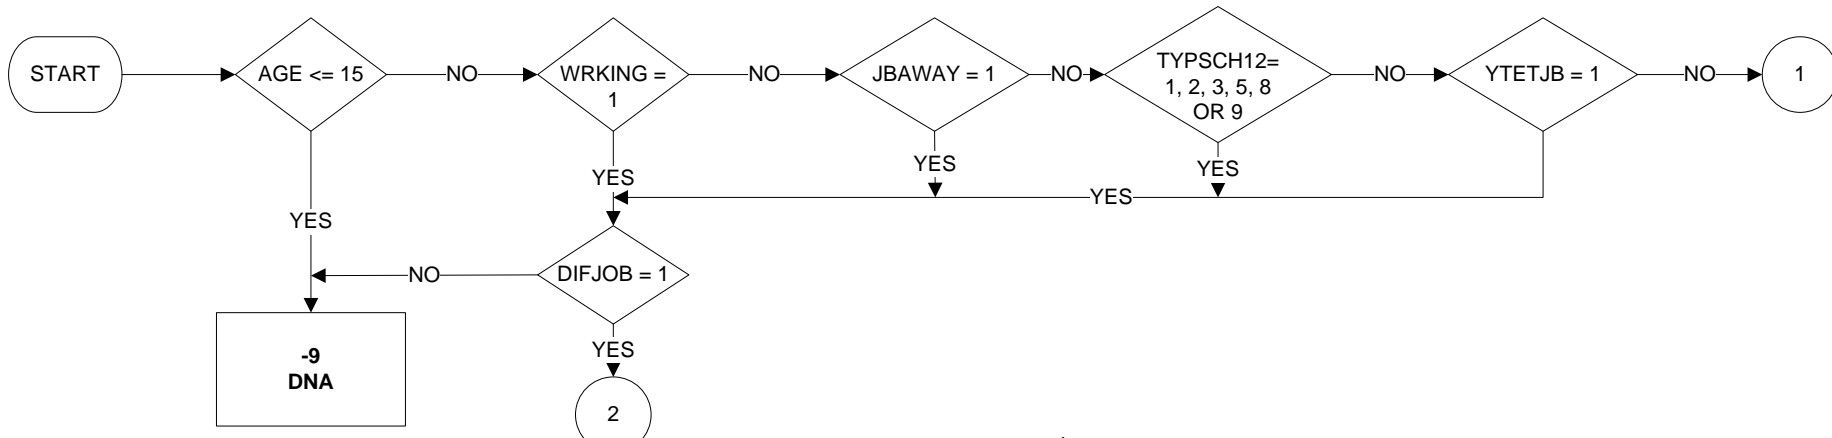 START
AGE <= 15
NO
WRKING =
1
NO
JBAWAY = 1
NO
TYPSCH12=
1, 2, 3, 5, 8
OR 9
NO
YTETJB = 1
NO
1
YES
YES
YES
YES
YES
DIFJOB = 1
NO
YES
-9
DNA
2